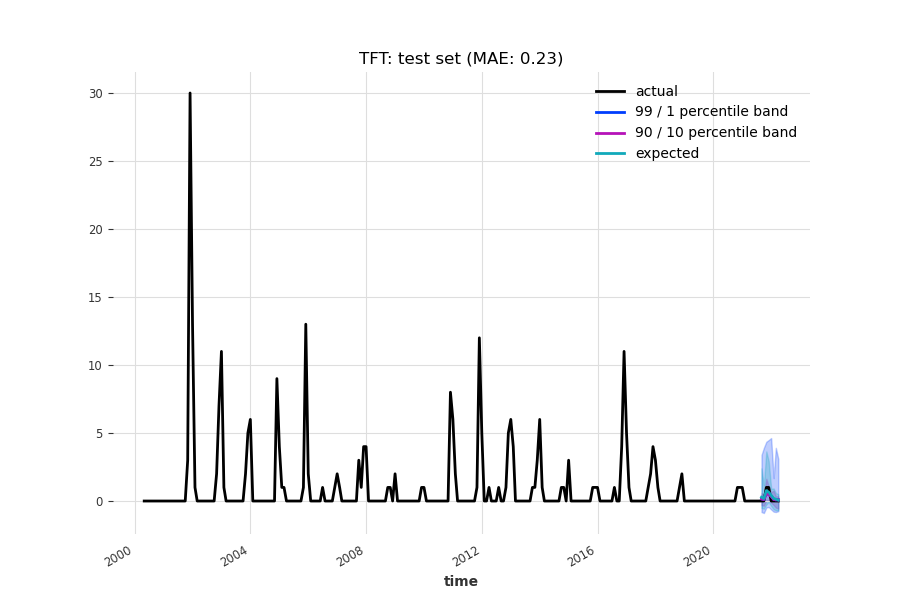 TFT: test set (MAE: 0.23)
actual
99 / 1 percentile band
90 / 10 percentile band
expected
30
25
20
15
10
5
0
2000
2004
2008
2012
2016
2020
time